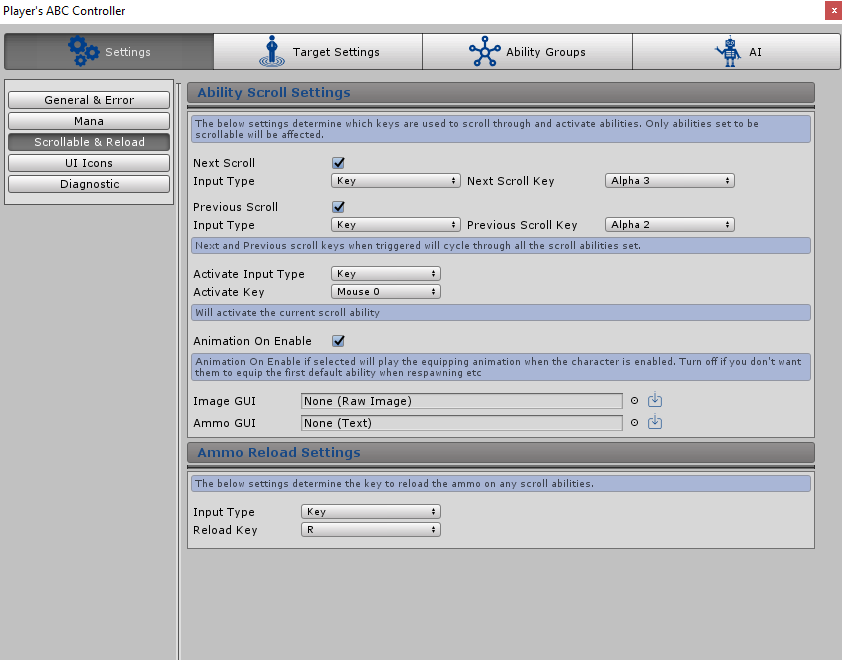 Player's ABC Controller
x
Settings
Target Settings
Ability Groups
AI
General & Error
Mana
Scrollable & Reload
UI Icons
Diagnostic
Ability Scroll Settings
The below settings determine which keys are used to scroll through and activate abilities. Only abilities set to be
scrollable will be affected.
Next Scroll
Input Type Key Next Scroll Key Alpha 3
Previous Scroll
Input Type Key Previous Scroll Key Alpha 2
Next and Previous scroll keys when triggered will cycle through all the scroll abilities set.
Activate Input Type Key
Activate Key Mouse 0
Will activate the current scroll ability
Animation On Enable
Animation On Enable if selected will play the equipping animation when the character is enabled. Turn off if you don't want
them to equip the first default ability when respawning etc
Image GUI None (Raw Image)
Ammo GUI None (Text)
Ammo Reload Settings
The below settings determine the key to reload the ammo on any scroll abilities.
Input Type Key
Reload Key R